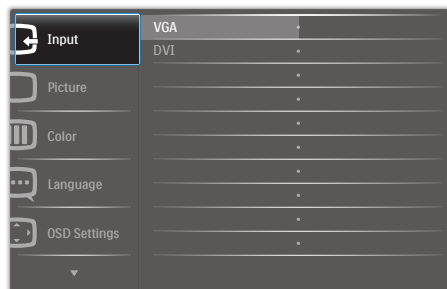 Input
VGA
DVI
Picture
Color
Language
OSD Settings